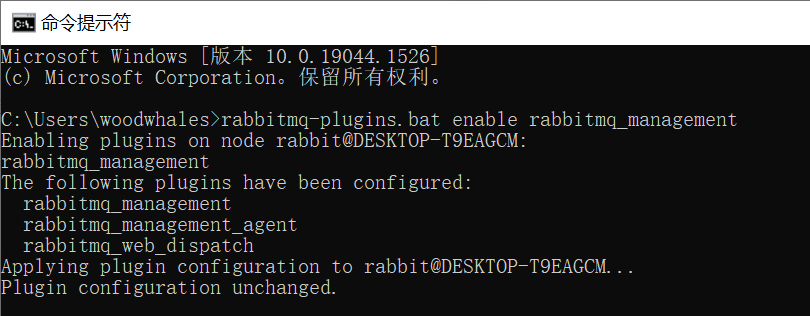 命令提示符
Microsoft Windows [版本 10.0.19044.1526]
(c) Microsoft Corporation。保留所有权利。
C:\Users\woodwhales>rabbitmq-plugins.bat enable rabbitmq_management
Enabling plugins on node rabbit@DESKTOP-T9EAGCM:
rabbitmq_management
The following plugins have been configured:
  rabbitmq_management
  rabbitmq_management_agent
  rabbitmq_web_dispatch
Applying plugin configuration to rabbit@DESKTOP-T9EAGCM...
Plugin configuration unchanged.